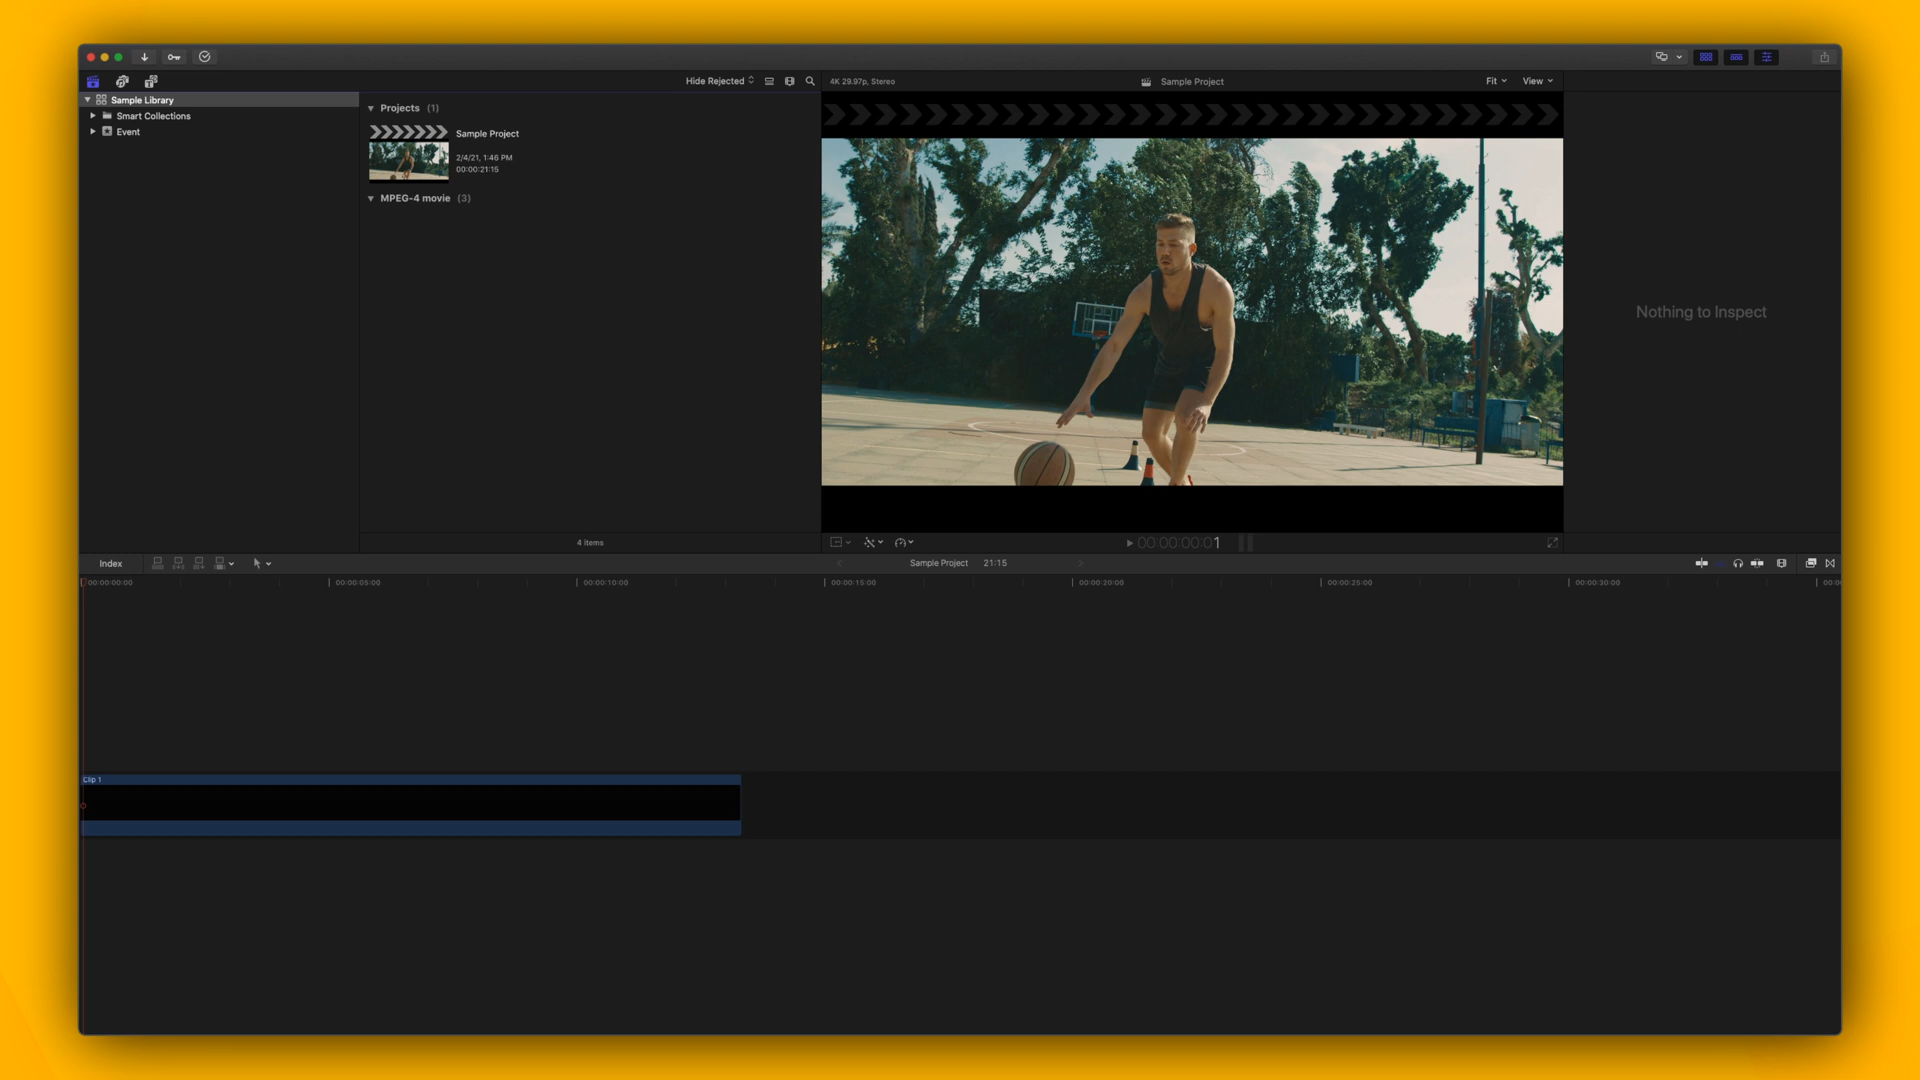 Hide Rejected
4K 29.97p, Stereo
Sample Project
Fit
View
Sample Library
Smart Collections
Event
Projects (1)
Sample Project
2/4/21, 1:46 PM
00:00:21:15
MPEG-4 movie (3)
Nothing to Inspect
4 items
00:00:00:01
Index
Sample Project
21:15
00:00:00:00
00:00:05:00
00:00:10:00
00:00:15:00
00:00:20:00
00:00:25:00
00:00:30:00
Clip 1